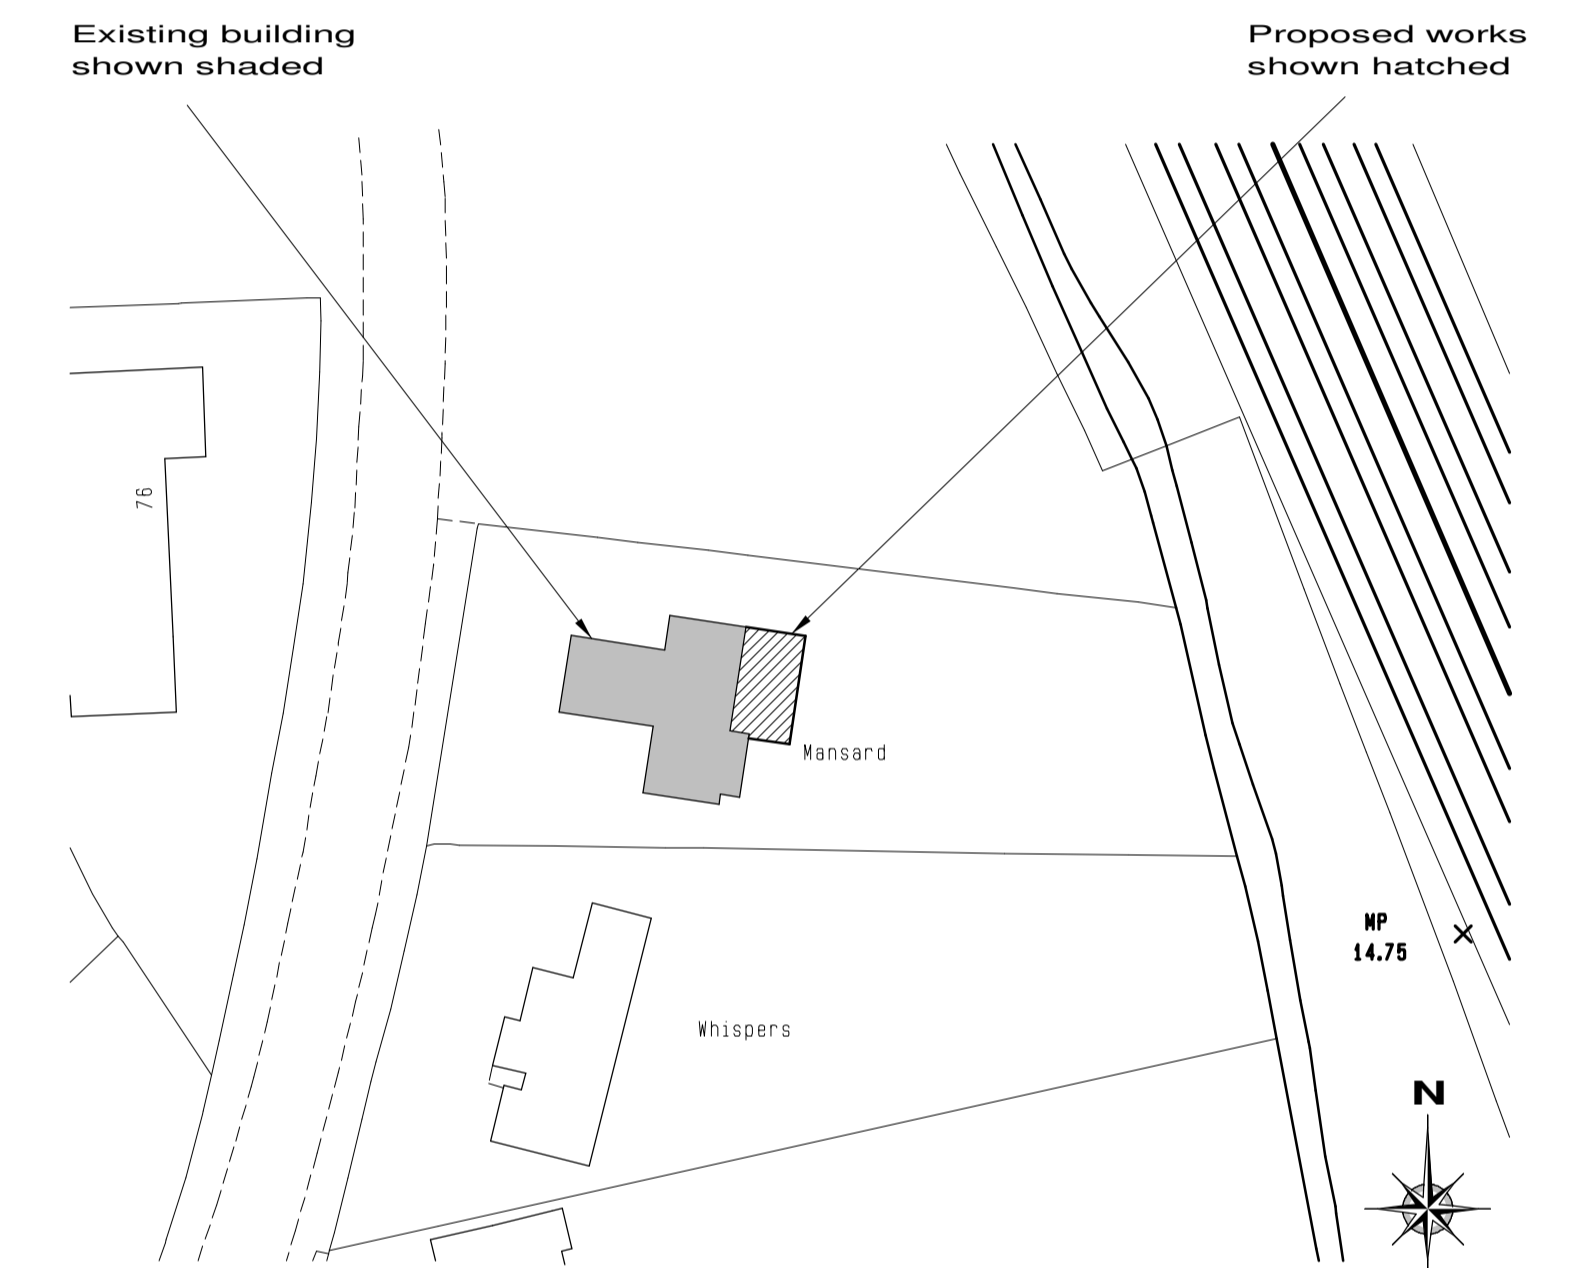 Existing building
shown shaded
Proposed works
shown hatched
76
Mansard
MP
14.75
Whispers
N